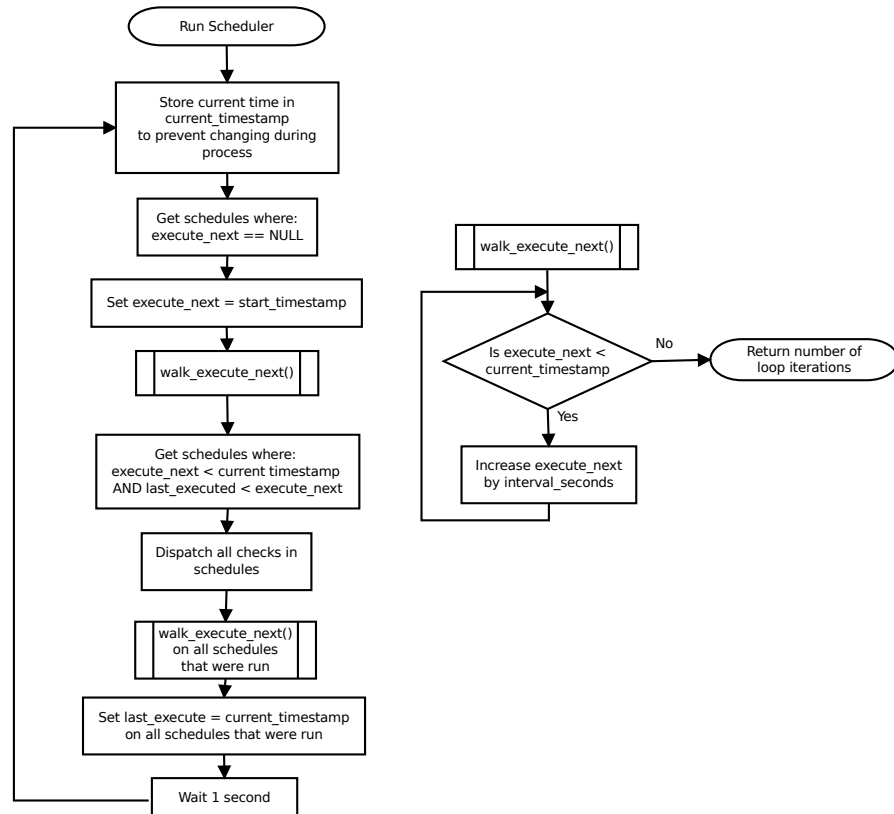 Run Scheduler
Store current time in
current_timestamp
to prevent changing during
process
Get schedules where:
execute_next == NULL
Set execute_next = start_timestamp
walk_execute_next()
Get schedules where:
execute_next < current timestamp
AND last_executed < execute_next
Dispatch all checks in
schedules
walk_execute_next()
on all schedules
that were run
Set last_execute = current_timestamp
on all schedules that were run
Wait 1 second
walk_execute_next()
Is execute_next <
current_timestamp
No
Return number of
loop iterations
Yes
Increase execute_next
by interval_seconds